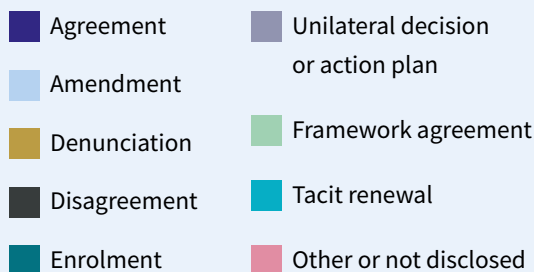 Agreement
Amendment
Denunciation
Disagreement
Enrolment
Unilateral decision
or action plan
Framework agreement
Tacit renewal
Other or not disclosed